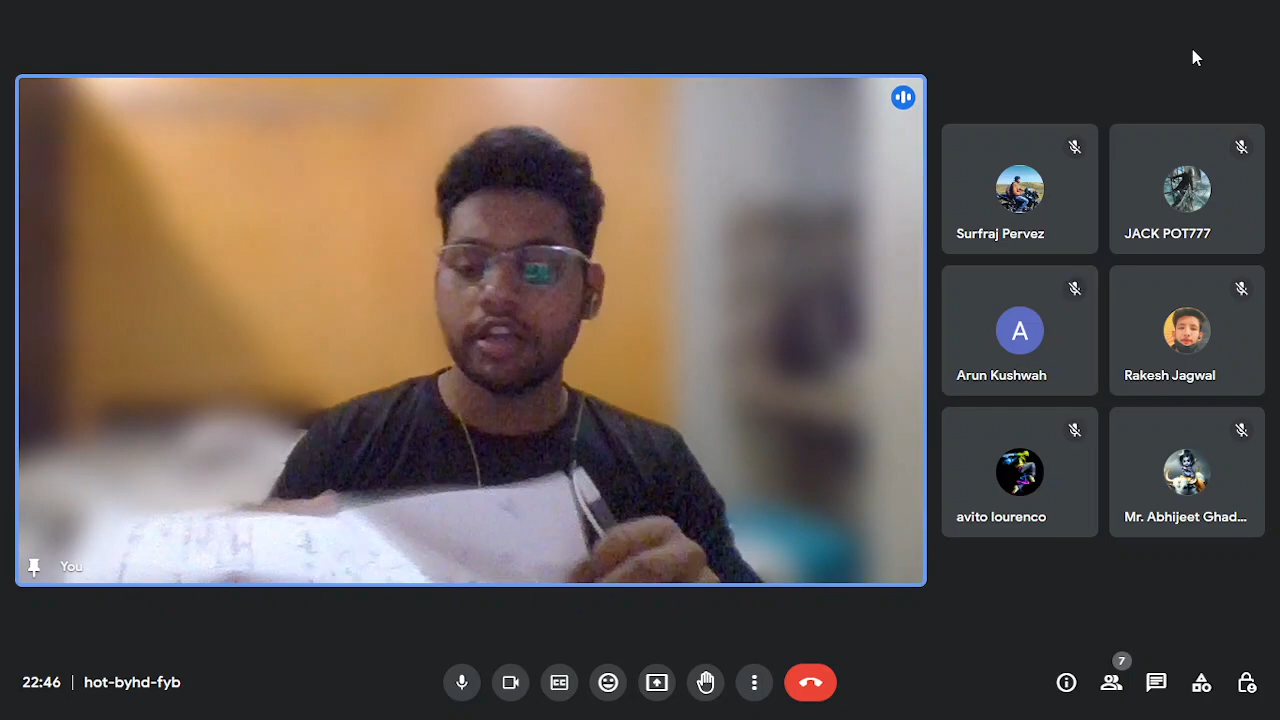 Surfraj Pervez
JACK POT777
Arun Kushwah
A
Rakesh Jagwal
avito lourenco
Mr. Abhijeet Ghad...
You
22:46 | hot-byhd-fyb
CC
7